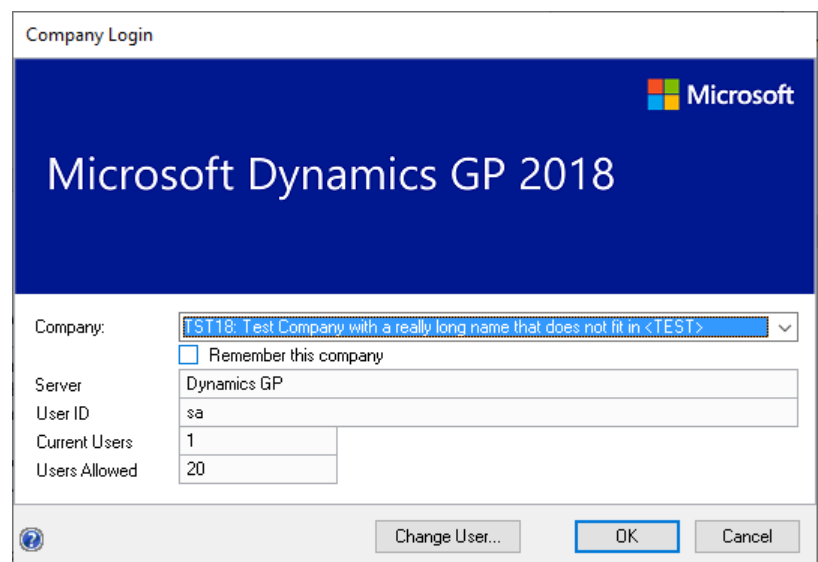 Company Login
Microsoft
Microsoft Dynamics GP 2018
Company: TST18: Test Company with a really long name that does not fit in <TEST>
Remember this company
Server Dynamics GP
User ID sa
Current Users 1
Users Allowed 20
? Change User... OK Cancel